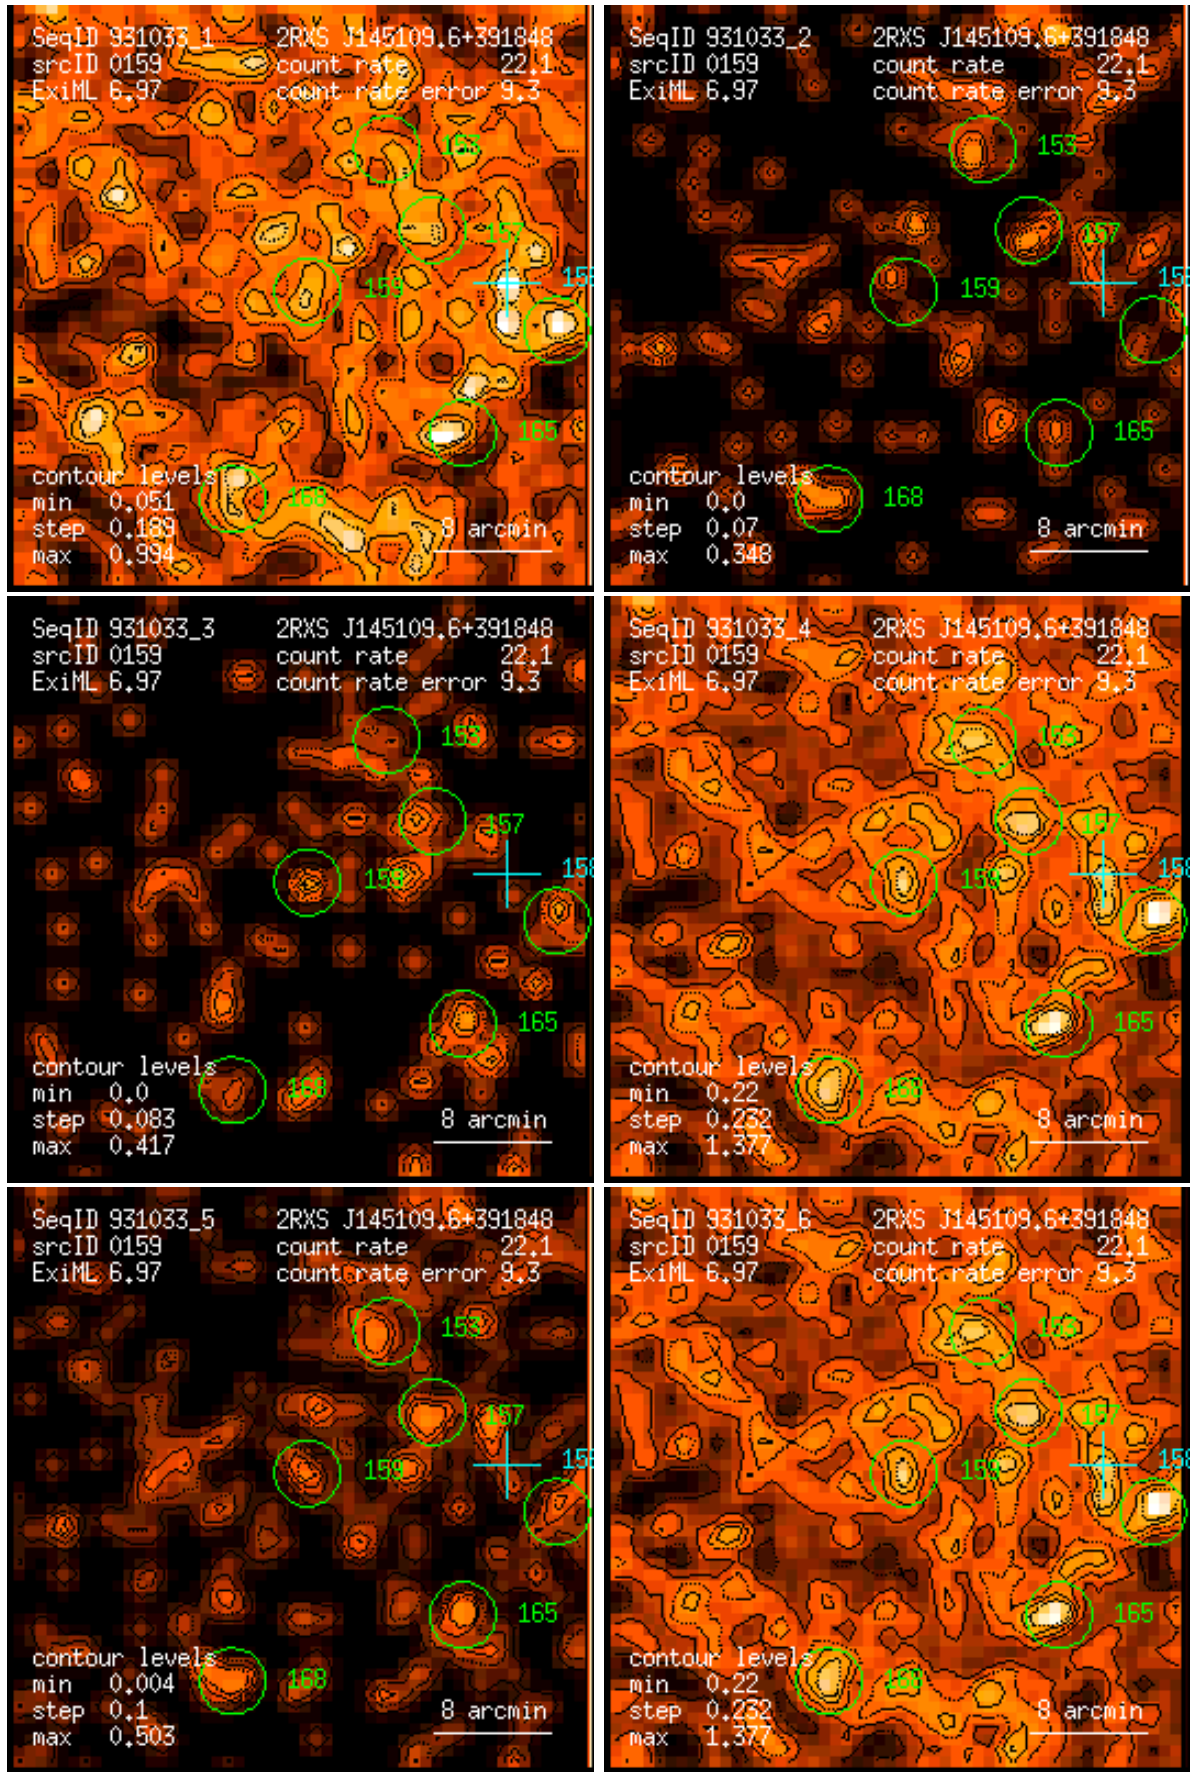 SeqID 931033_1 2RXS J145109.6+391848
srcID 0159 count rate 22.1
ExiML 6.97 count rate error 9.3
153
157
159
158
165
contour levels
min 0.051
168
step 0.189
8 arcmin
max 0.994
SeqID 931033_2 2RXS J145109.6+391848
srcID 0159 count rate 22.1
ExiML 6.97 count rate error 9.3
153
157
159
158
165
contour levels
min 0.0
168
step 0.07
8 arcmin
max 0.348
SeqID 931033_3 2RXS J145109.6+391848
srcID 0159 count rate 22.1
ExiML 6.97 count rate error 9.3
153
157
159
158
165
contour levels
min 0.0
168
step 0.083
8 arcmin
max 0.417
SeqID 931033_4 2RXS J145109.6+391848
srcID 0159 count rate 22.1
ExiML 6.97 count rate error 9.3
153
157
159
158
165
contour levels
min 0.22
168
step 0.232
8 arcmin
max 1.377
SeqID 931033_5 2RXS J145109.6+391848
srcID 0159 count rate 22.1
ExiML 6.97 count rate error 9.3
153
157
159
158
165
contour levels
min 0.004
168
step 0.1
8 arcmin
max 0.503
SeqID 931033_6 2RXS J145109.6+391848
srcID 0159 count rate 22.1
ExiML 6.97 count rate error 9.3
153
157
159
158
165
contour levels
min 0.22
168
step 0.232
8 arcmin
max 1.377